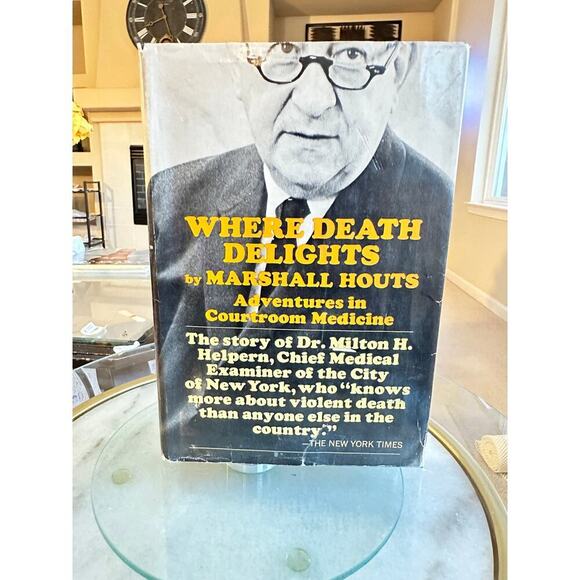 WHERE DEATH
DELIGHTS
by MARSHALL HOUTS
Adventures in
Courtroom Medicine
The story of Dr. Milton H.
Helpern, Chief Medical
Examiner of the City
of New York, who “knows
more about violent death
than anyone else in the
country.”
—THE NEW YORK TIMES